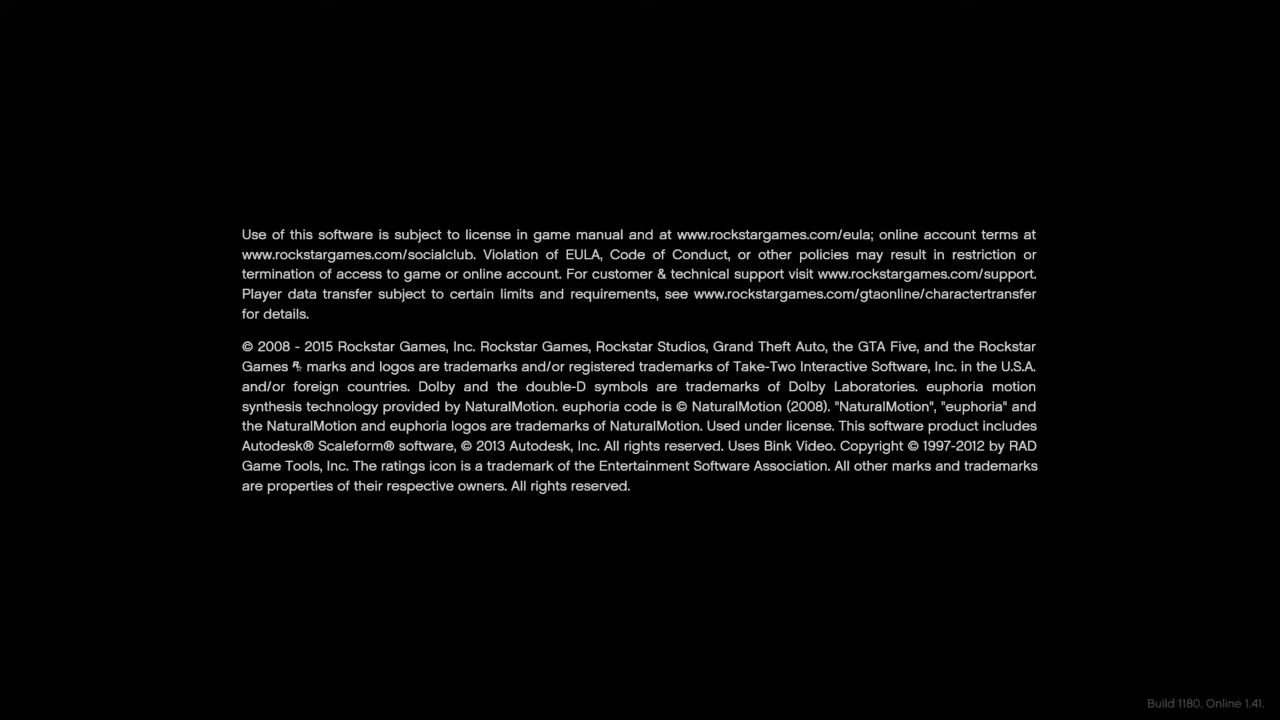 Use of this software is subject to license in game manual and at www.rockstargames.com/eula; online account terms at
www.rockstargames.com/socialclub. Violation of EULA, Code of Conduct, or other policies may result in restriction or
termination of access to game or online account. For customer & technical support visit www.rockstargames.com/support.
Player data transfer subject to certain limits and requirements, see www.rockstargames.com/gtaonline/charactertransfer
for details.
© 2008 - 2015 Rockstar Games, Inc. Rockstar Games, Rockstar Studios, Grand Theft Auto, the GTA Five, and the Rockstar
Games R* marks and logos are trademarks and/or registered trademarks of Take-Two Interactive Software, Inc. in the U.S.A.
and/or foreign countries. Dolby and the double-D symbols are trademarks of Dolby Laboratories. euphoria motion
synthesis technology provided by NaturalMotion. euphoria code is © NaturalMotion (2008). "NaturalMotion", "euphoria" and
the NaturalMotion and euphoria logos are trademarks of NaturalMotion. Used under license. This software product includes
Autodesk® Scaleform® software, © 2013 Autodesk, Inc. All rights reserved. Uses Bink Video. Copyright © 1997-2012 by RAD
Game Tools, Inc. The ratings icon is a trademark of the Entertainment Software Association. All other marks and trademarks
are properties of their respective owners. All rights reserved.
Build 1180. Online 1.41.